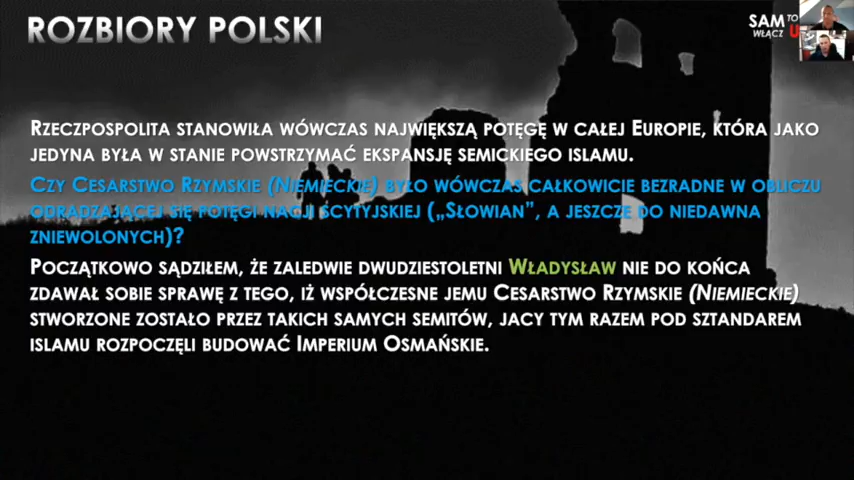 ROZBIORY POLSKI
SAM TO
WŁĄCZ U
RZECZPOSPOLITA STANOWIŁA WÓWCZAS NAJWIĘKSZĄ POTĘGĘ W CAŁEJ EUROPIE, KTÓRA JAKO
JEDYNA BYŁA W STANIE POWSTRZYMAĆ EKSPANSJĘ SEMICKIEGO ISLAMU.
CZY CESARSTWO RZYMSKIE (NIEMIECKIE) BYŁO WÓWCZAS CAŁKOWICIE BEZRADNE W OBLICZU
ODRADZAJĄCEJ SIĘ POTĘGI NACJI SCYTYJSKIEJ („SŁOWIAN”, A JESZCZE DO NIEDAWNA
ZNIEWOLONYCH)?
POCZĄTKOWO SĄDZIŁEM, ŻE ZALEDWIE DWUDZIESTOLETNI WŁADYSŁAW NIE DO KOŃCA
ZDAWAŁ SOBIE SPRAWĘ Z TEGO, IŻ WSPÓŁCZESNE JEMU CESARSTWO RZYMSKIE (NIEMIECKIE)
STWORZONE ZOSTAŁO PRZEZ TAKICH SAMYCH SEMITÓW, JACY TYM RAZEM POD SZTANDAREM
ISLAMU ROZPOCZĘLI BUDOWAĆ IMPERIUM OSMAŃSKIE.